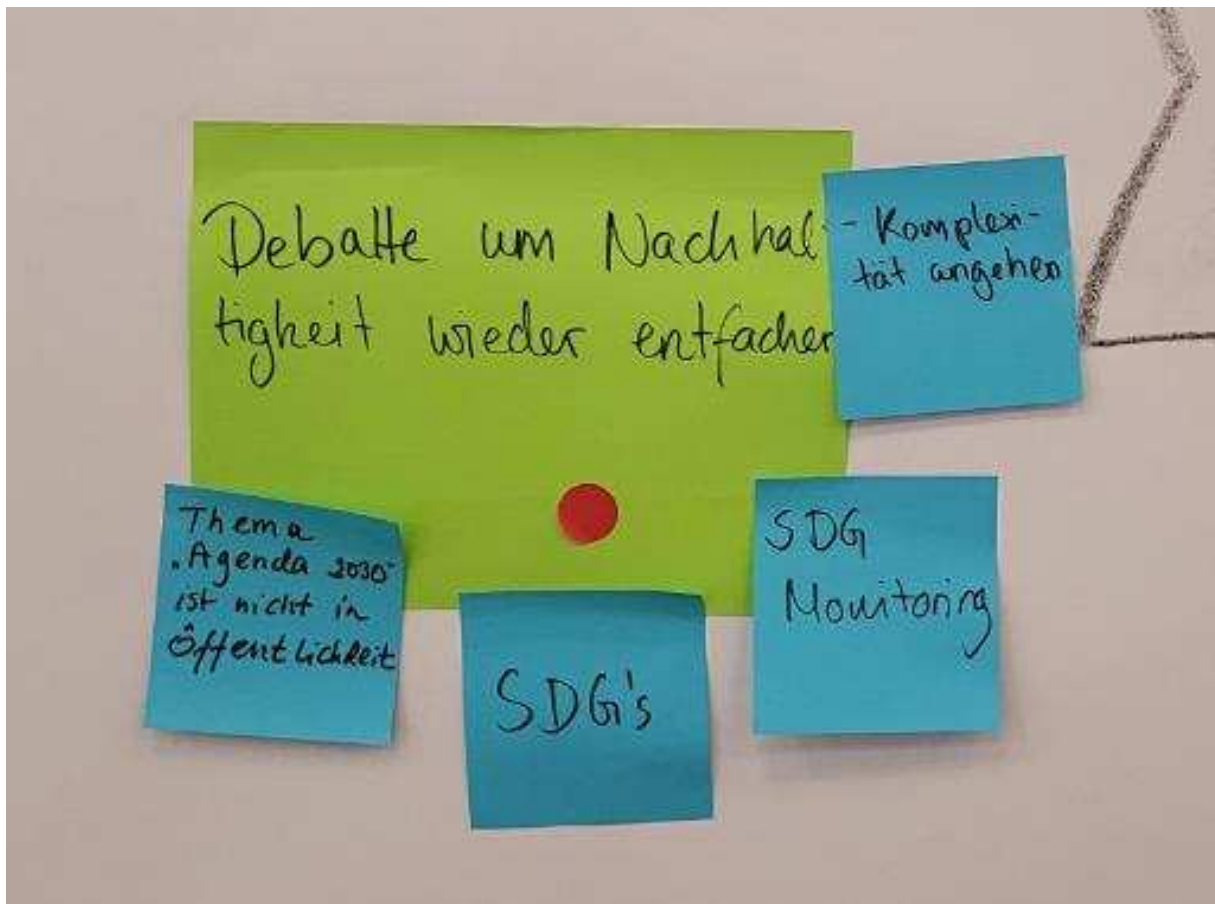 Debatte um Nachhal-
tigkeit wieder entfachen
- Komplexi-
tät angehen
Thema
„Agenda 2030“
ist nicht in
Öffentlichkeit
SDG's
SDG
Monitoring